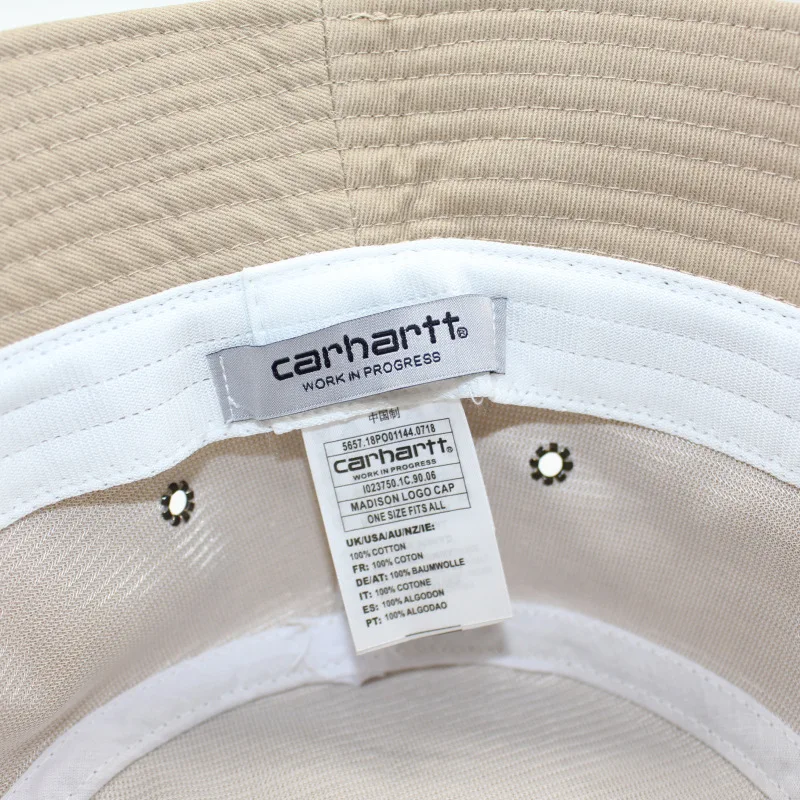 carhartt®
WORK IN PROGRESS
中国制
5657.18PO01144.0718
carhartt®
WORK IN PROGRESS
I023750.1C.90.06
MADISON LOGO CAP
ONE SIZE FITS ALL
UK/USA/AU/NZ/IE:
100% COTTON
FR: 100% COTON
DE/AT: 100% BAUMWOLLE
IT: 100% COTONE
ES: 100% ALGODON
PT: 100% ALGODAO